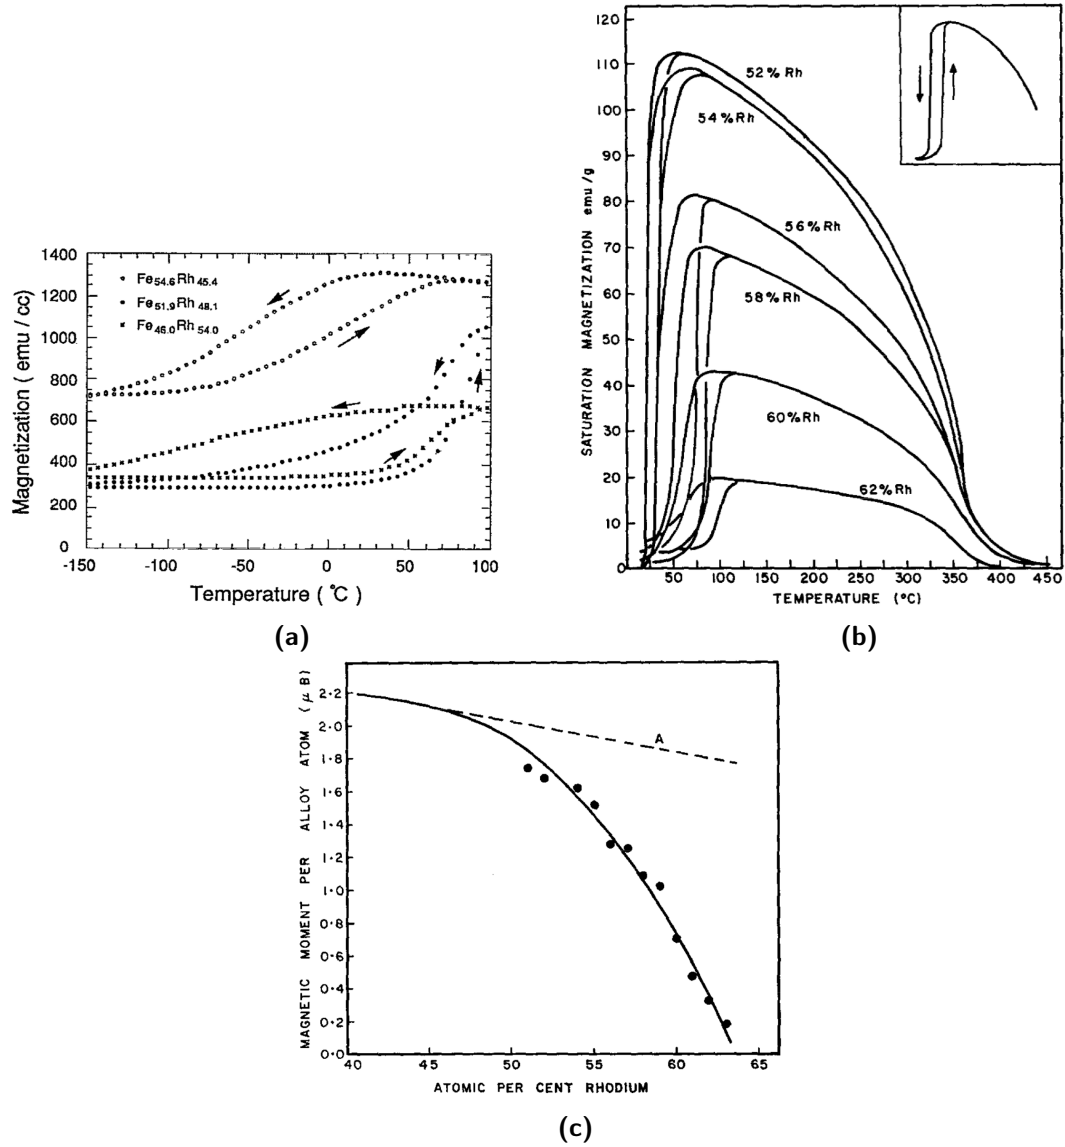 Magnetization ( emu / cc)
1400
1200
1000
800
600
400
200
0
Fe54.6Rh45.4
Fe51.9Rh48.1
Fe46.0Rh54.0
-150
-100
-50
0
50
100
Temperature ( °C )
(a)
SATURATION MAGNETIZATION emu/g
120
110
100
90
80
70
60
50
40
30
20
10
0
52% Rh
54% Rh
56% Rh
58% Rh
60% Rh
62% Rh
50
100
150
200
250
300
350
400
450
TEMPERATURE (°C)
(b)
MAGNETIC MOMENT PER ALLOY ATOM (μB)
2·2
2·0
1·8
1·6
1·4
1·2
1·0
0·8
0·6
0·4
0·2
0·0
A
40
45
50
55
60
65
ATOMIC PER CENT RHODIUM
(c)